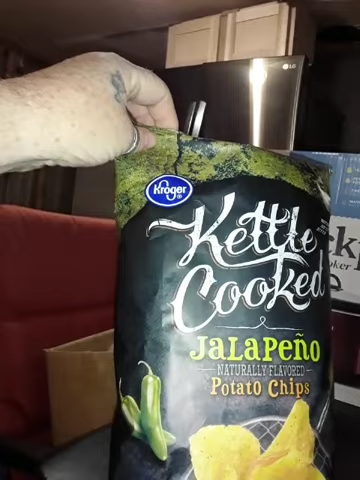 LG
Kroger
Kettle
Cooked
Jalapeño
NATURALLY FLAVORED
Potato Chips